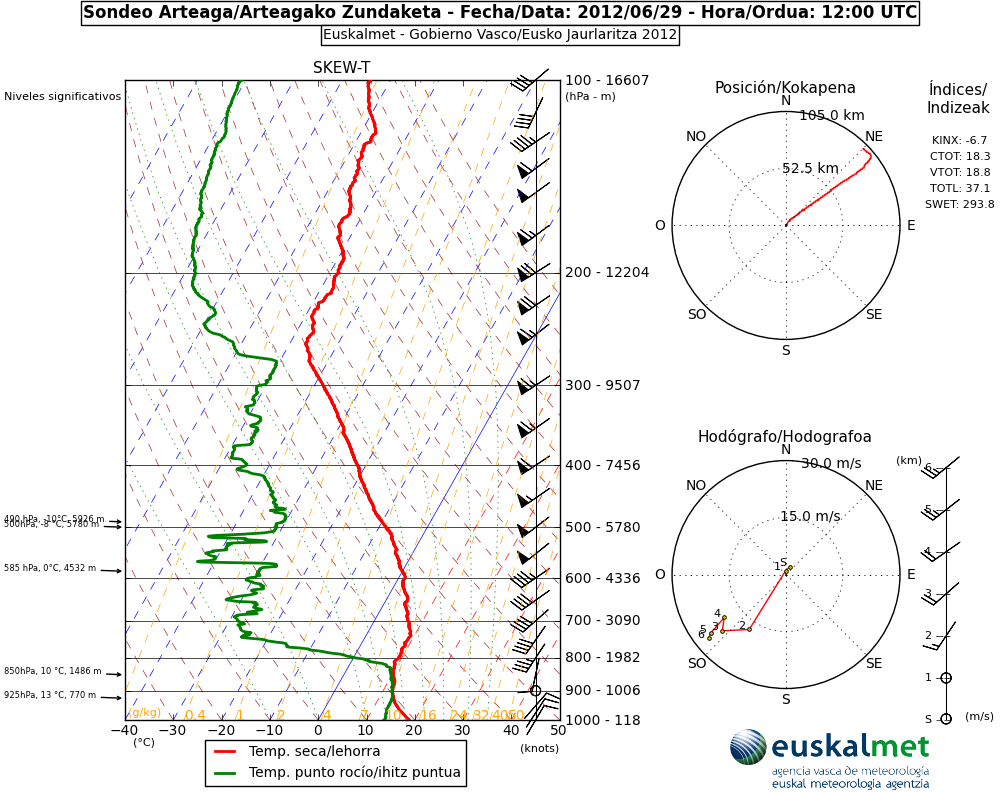 Sondeo Arteaga/Arteagako Zundaketa - Fecha/Data: 2012/06/29 - Hora/Ordua: 12:00 UTC
Euskalmet - Gobierno Vasco/Eusko Jaurlaritza 2012
SKEW-T
Niveles significativos
100 - 16607
(hPa - m)
200 - 12204
300 - 9507
400 - 7456
490 hPa, -10°C, 5926 m
500hPa, -8 °C, 5780 m
500 - 5780
585 hPa, 0°C, 4532 m
600 - 4336
700 - 3090
800 - 1982
850hPa, 10 °C, 1486 m
900 - 1006
925hPa, 13 °C, 770 m
(g/kg) 0.4 1 2 4 7 10 16 24 32 40 50
1000 - 118
−40 −30 −20 −10 0 10 20 30 40 50
(°C)
(knots)
Temp. seca/lehorra
Temp. punto rocío/ihitz puntua
Posición/Kokapena
N
105.0 km
NO
NE
52.5 km
O
E
SO
SE
S
Índices/
Indizeak
KINX: -6.7
CTOT: 18.3
VTOT: 18.8
TOTL: 37.1
SWET: 293.8
Hodógrafo/Hodografoa
N
30.0 m/s
NO
NE
15.0 m/s
S
1
O
E
4
2
3
5
6
SO
SE
S
(km)
6
5
4
3
2
1
S
(m/s)
euskalmet
agencia vasca de meteorología
euskal meteorologia agentzia